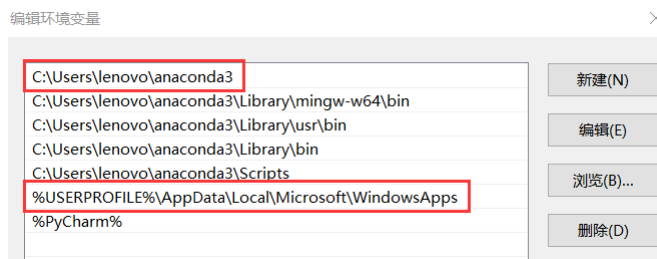 编辑环境变量
C:\Users\lenovo\anaconda3
新建(N)
C:\Users\lenovo\anaconda3\Library\mingw-w64\bin
C:\Users\lenovo\anaconda3\Library\usr\bin
编辑(E)
C:\Users\lenovo\anaconda3\Library\bin
C:\Users\lenovo\anaconda3\Scripts
浏览(B)...
%USERPROFILE%\AppData\Local\Microsoft\WindowsApps
%PyCharm%
删除(D)